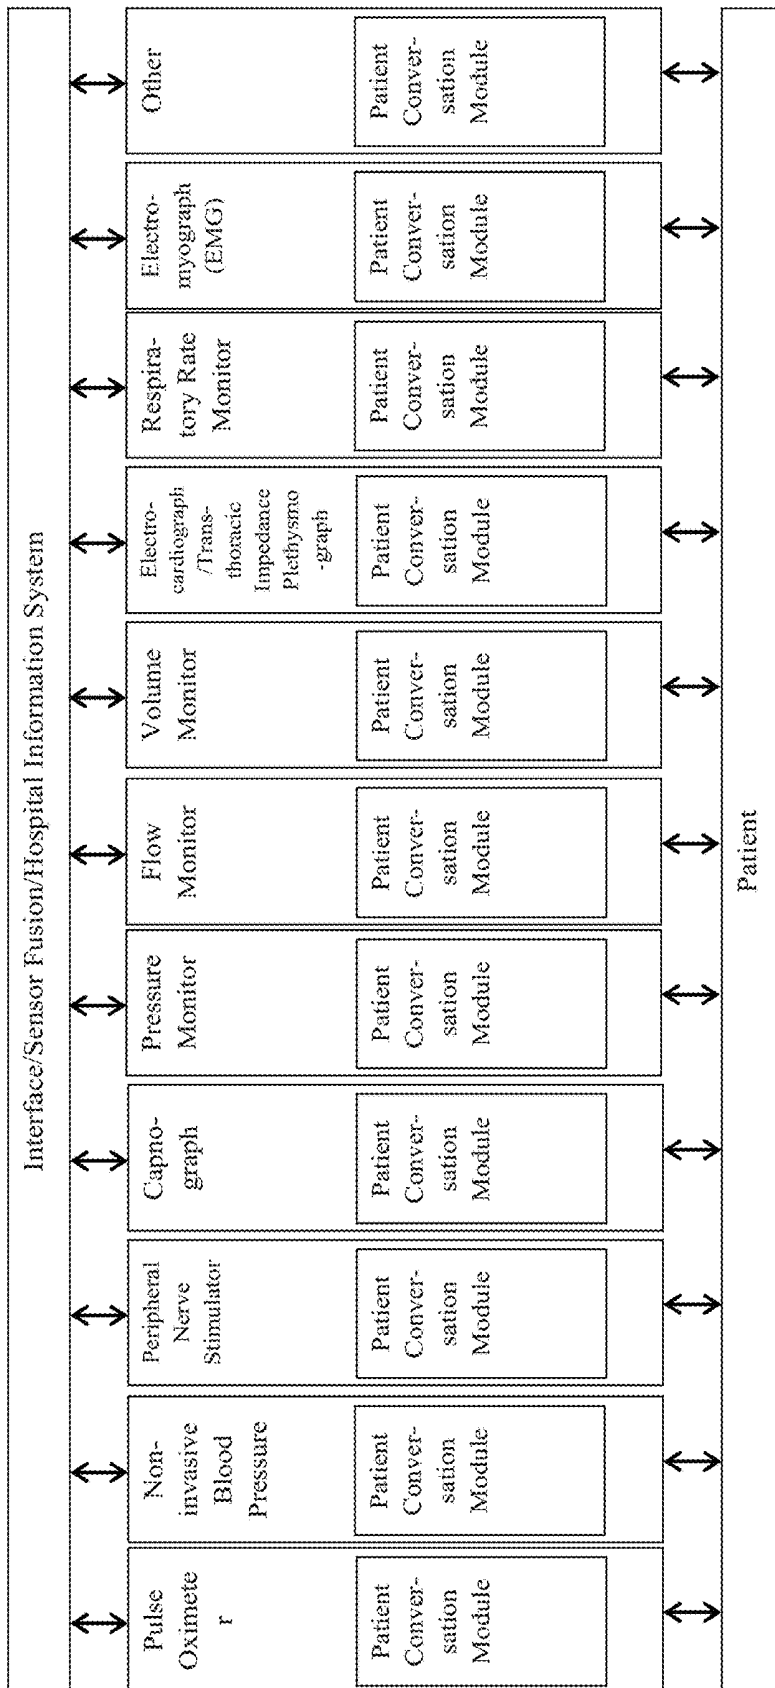 Interface/Sensor Fusion/Hospital Information System
Pulse
Oximete
r
Patient
Conver-
sation
Module
Non-
invasive
Blood
Pressure
Patient
Conver-
sation
Module
Peripheral
Nerve
Stimulator
Patient
Conver-
sation
Module
Capno-
graph
Patient
Conver-
sation
Module
Pressure
Monitor
Patient
Conver-
sation
Module
Flow
Monitor
Patient
Conver-
sation
Module
Volume
Monitor
Patient
Conver-
sation
Module
Electro-
cardiograph
/Trans-
thoracic
Impedance
Plethysmo
-graph
Patient
Conver-
sation
Module
Respira-
tory Rate
Monitor
Patient
Conver-
sation
Module
Electro-
myograph
(EMG)
Patient
Conver-
sation
Module
Other
Patient
Conver-
sation
Module
Patient